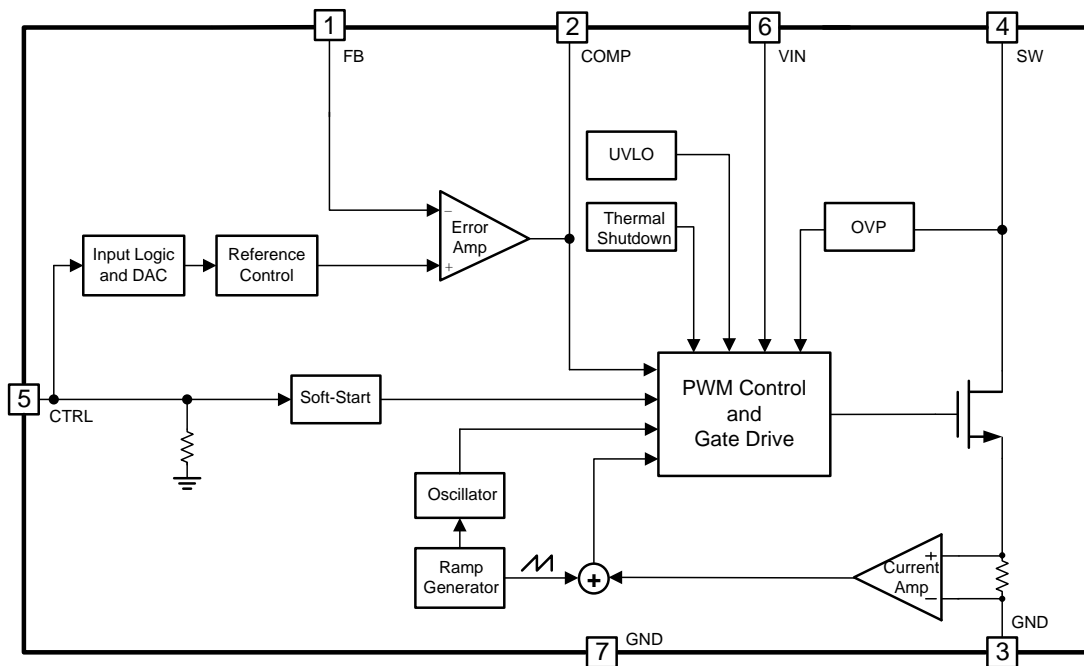 1
2
6
4
FB
COMP
VIN
SW
UVLO
Thermal
Shutdown
OVP
−
Error
Amp
+
Input Logic
and DAC
Reference
Control
5
CTRL
Soft-Start
PWM Control
and
Gate Drive
Oscillator
Ramp
Generator
+
+
Current
Amp
−
GND
7
GND
3